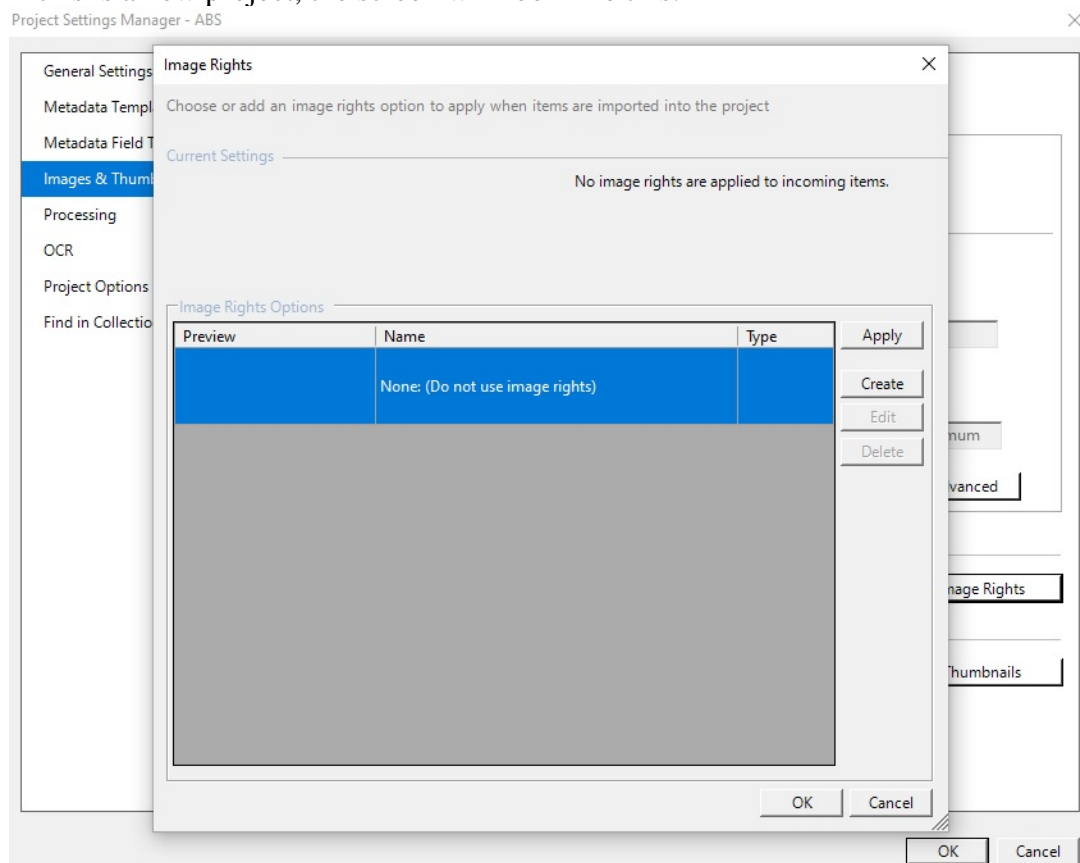 Project Settings Manager - ABS
Image Rights
General Settings
Choose or add an image rights option to apply when items are imported into the project
Metadata Templ
Metadata Field T
Current Settings
Images & Thum
No image rights are applied to incoming items.
Processing
OCR
Project Options
Image Rights Options
Find in Collectio
Preview Name Type Apply
None: (Do not use image rights) Create
Edit
num
Delete
vanced
nage Rights
humbnails
OK Cancel
OK Cancel